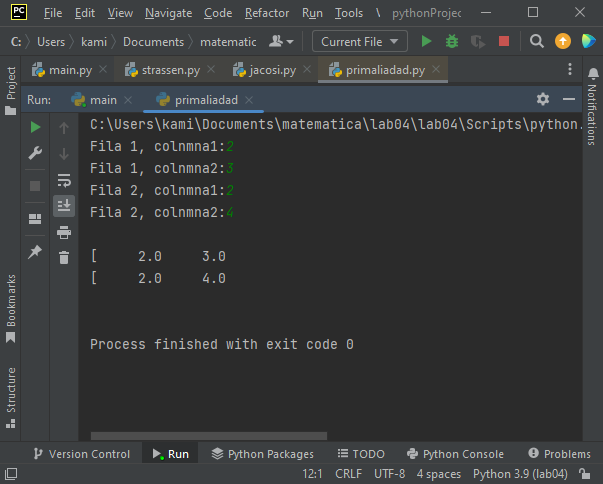 PC File Edit View Navigate Code Refactor Run Tools \ pythonProjec
C: Users kami Documents matematic Current File
main.py strassen.py jacosi.py primaliadad.py
Run: main primaliadad
Project
Bookmarks
Structure
Notifications
C:\Users\kami\Documents\matematica\lab04\lab04\Scripts\python.
Fila 1, colnmna1:2
Fila 1, colnmna2:3
Fila 2, colnmna1:2
Fila 2, colnmna2:4
[ 2.0 3.0
[ 2.0 4.0
Process finished with exit code 0
Version Control Run Python Packages TODO Python Console Problems
12:1 CRLF UTF-8 4 spaces Python 3.9 (lab04)